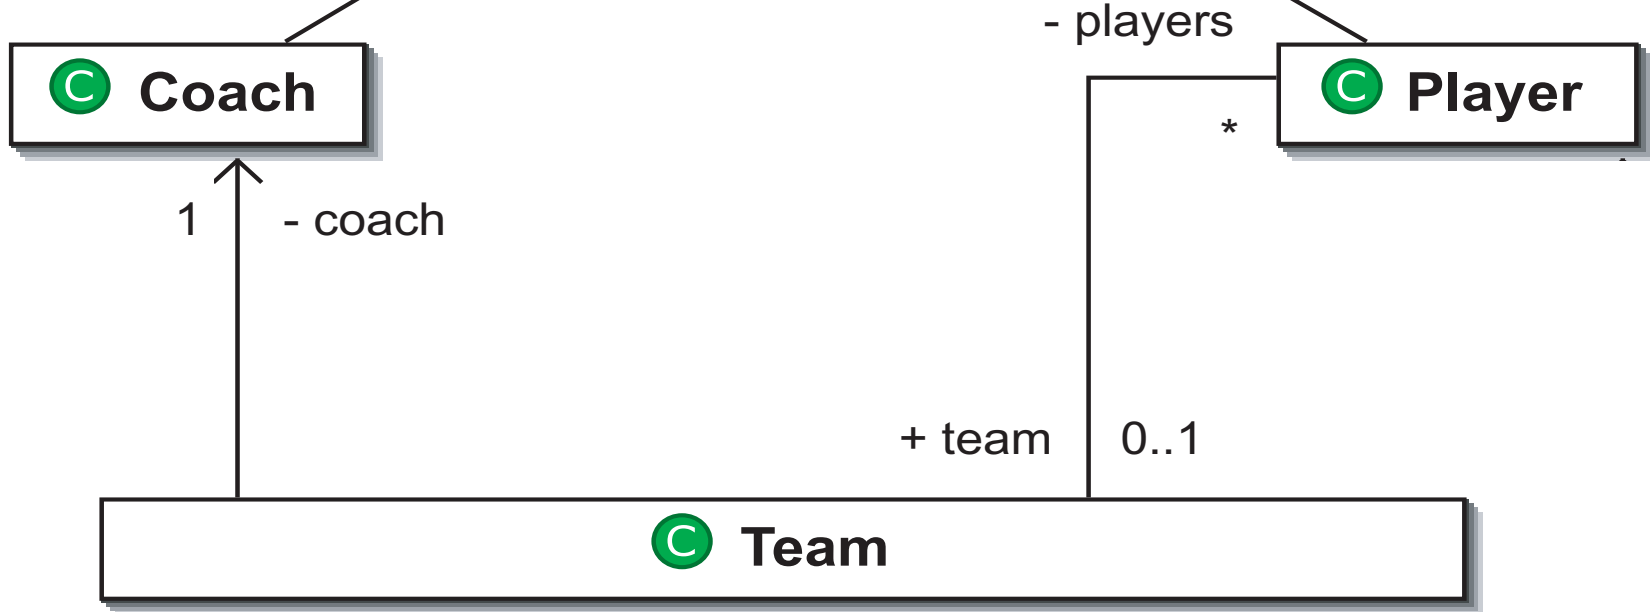 - players
C Coach
C Player
*
1 - coach
+ team 0..1
C Team